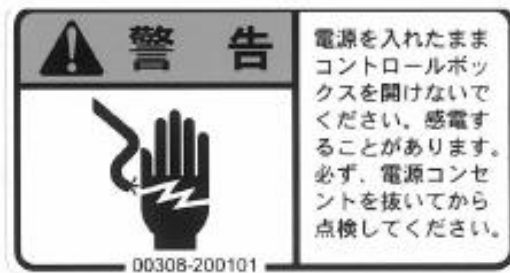 警告
電源を入れたまま
コントロールボッ
クスを開けないで
ください。感電す
ることがあります。
必ず、電源コンセ
ントを抜いてから
点検してください。
00308-200101